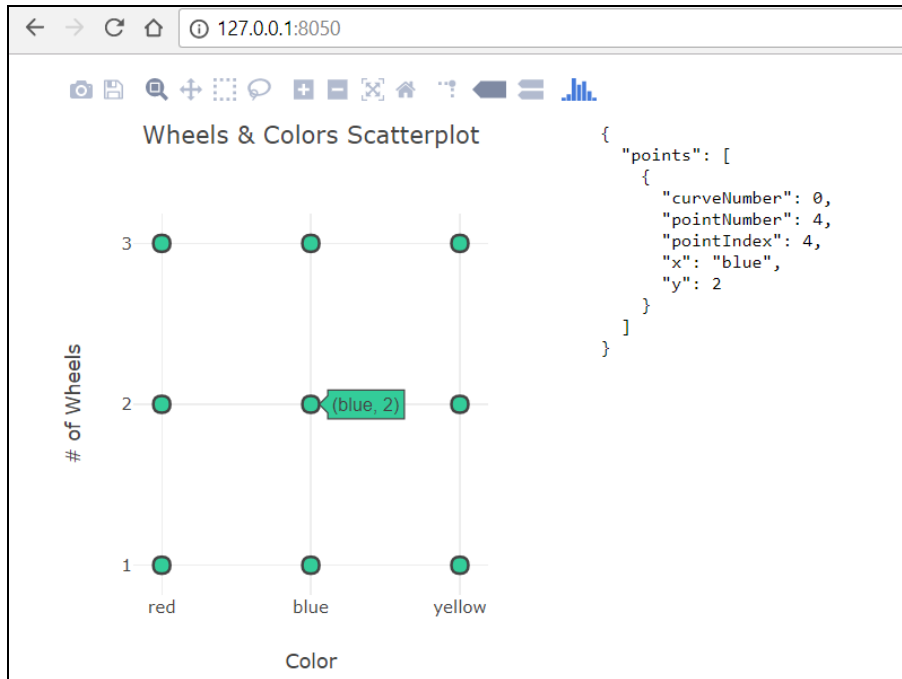 127.0.0.1:8050
Wheels & Colors Scatterplot
3
2
1
# of Wheels
(blue, 2)
red blue yellow
Color
{
  "points": [
    {
      "curveNumber": 0,
      "pointNumber": 4,
      "pointIndex": 4,
      "x": "blue",
      "y": 2
    }
  ]
}